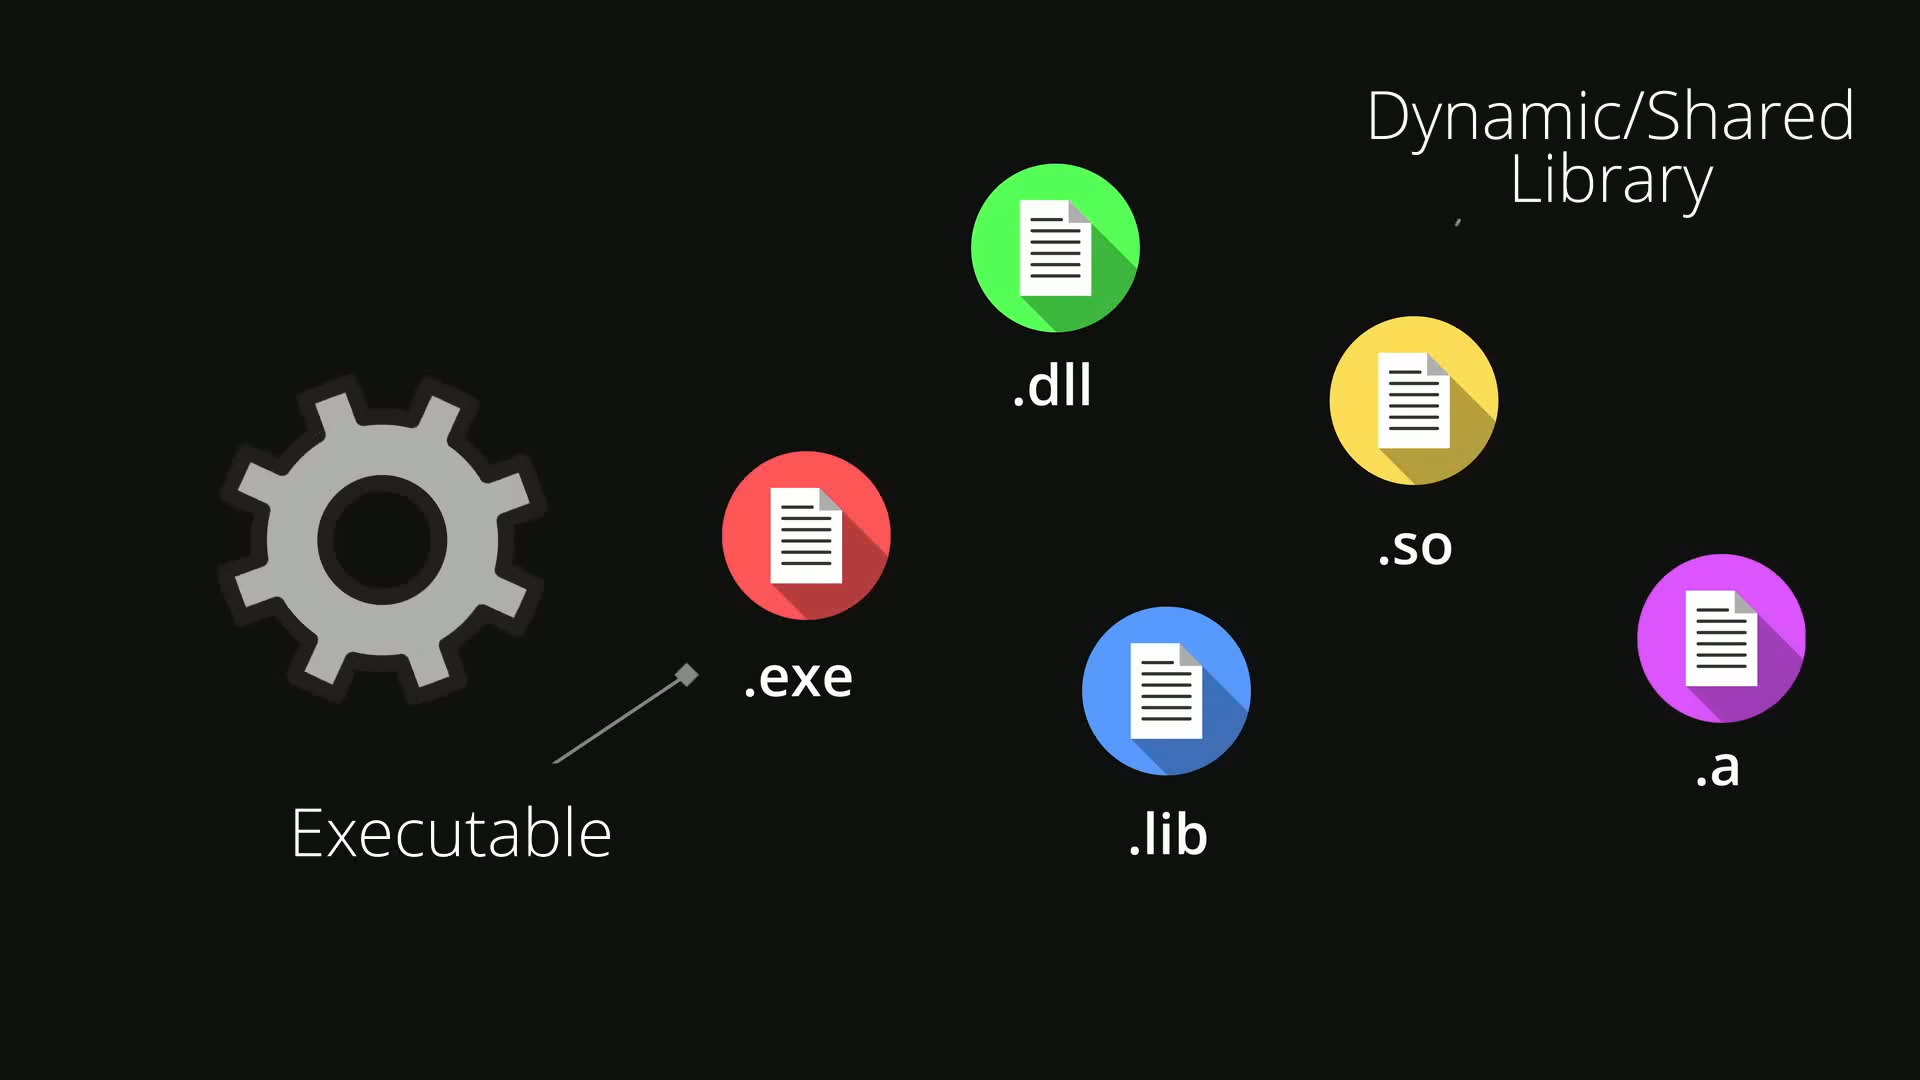 Dynamic/Shared
Library
.dll
.so
.exe
.a
.lib
Executable